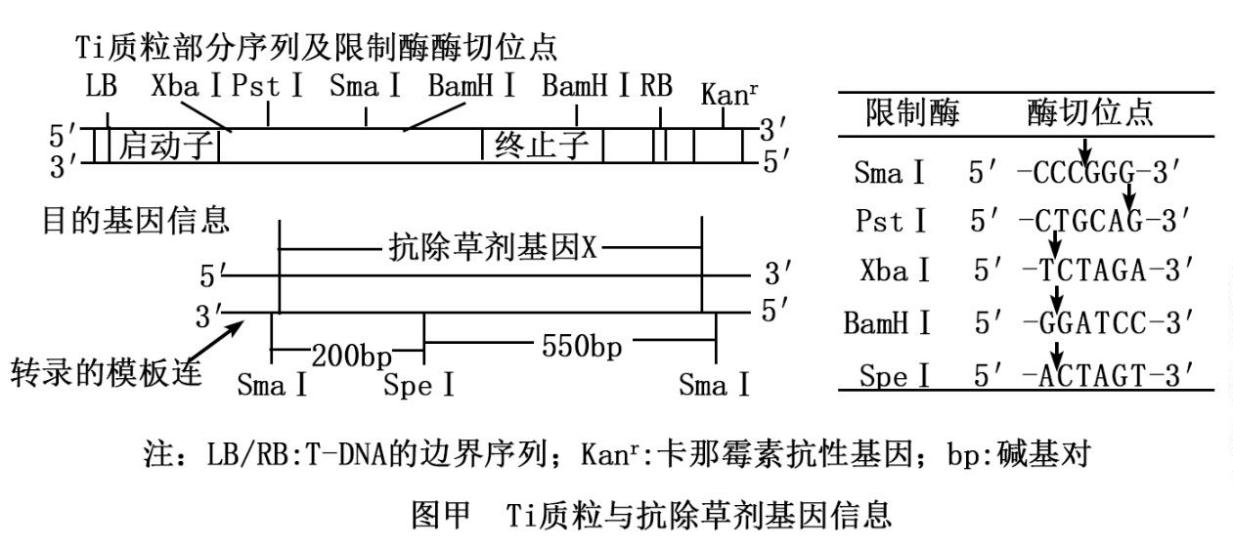 Ti质粒部分序列及限制酶酶切位点
LB XbaⅠ PstⅠ SmaⅠ BamHⅠ BamHⅠ RB Kanʳ
5′ 启动子 终止子 3′
3′ 5′
目的基因信息
抗除草剂基因X
5′ 3′
3′ 5′
200bp 550bp
转录的模板连
SmaⅠ SpeⅠ SmaⅠ
限制酶 酶切位点
SmaⅠ 5′-CCCGGG-3′
PstⅠ 5′-CTGCAG-3′
XbaⅠ 5′-TCTAGA-3′
BamHⅠ 5′-GGATCC-3′
SpeⅠ 5′-ACTAGT-3′
注：LB/RB:T-DNA的边界序列；Kanʳ:卡那霉素抗性基因；bp:碱基对
图甲 Ti质粒与抗除草剂基因信息